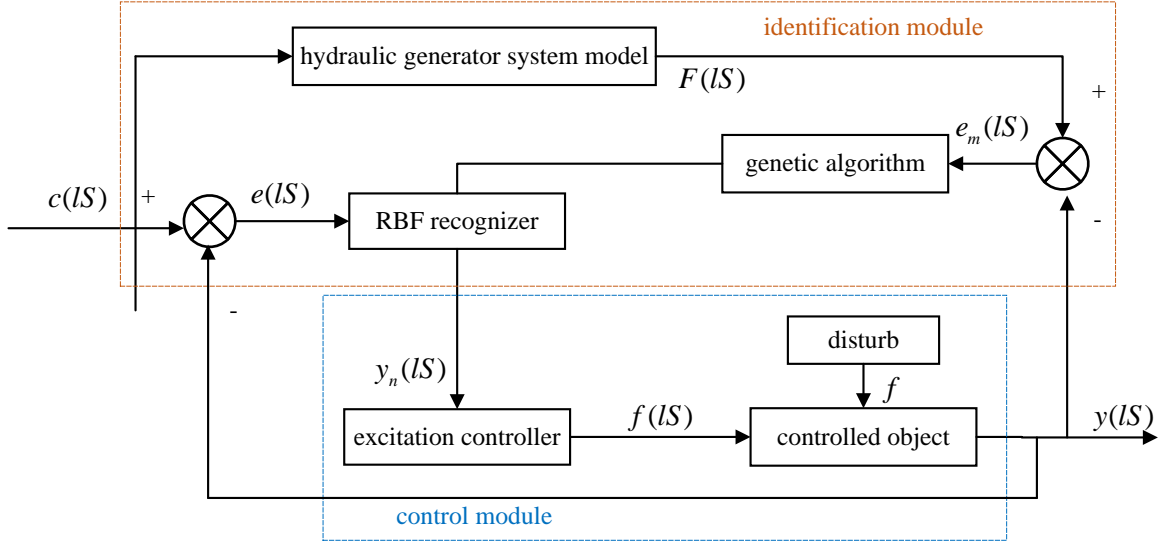 identification module
hydraulic generator system model
F(lS)
+
e_m(lS)
genetic algorithm
c(lS)
+
e(lS)
RBF recognizer
-
-
disturb
y_n(lS)
f
excitation controller
f(lS)
controlled object
y(lS)
control module